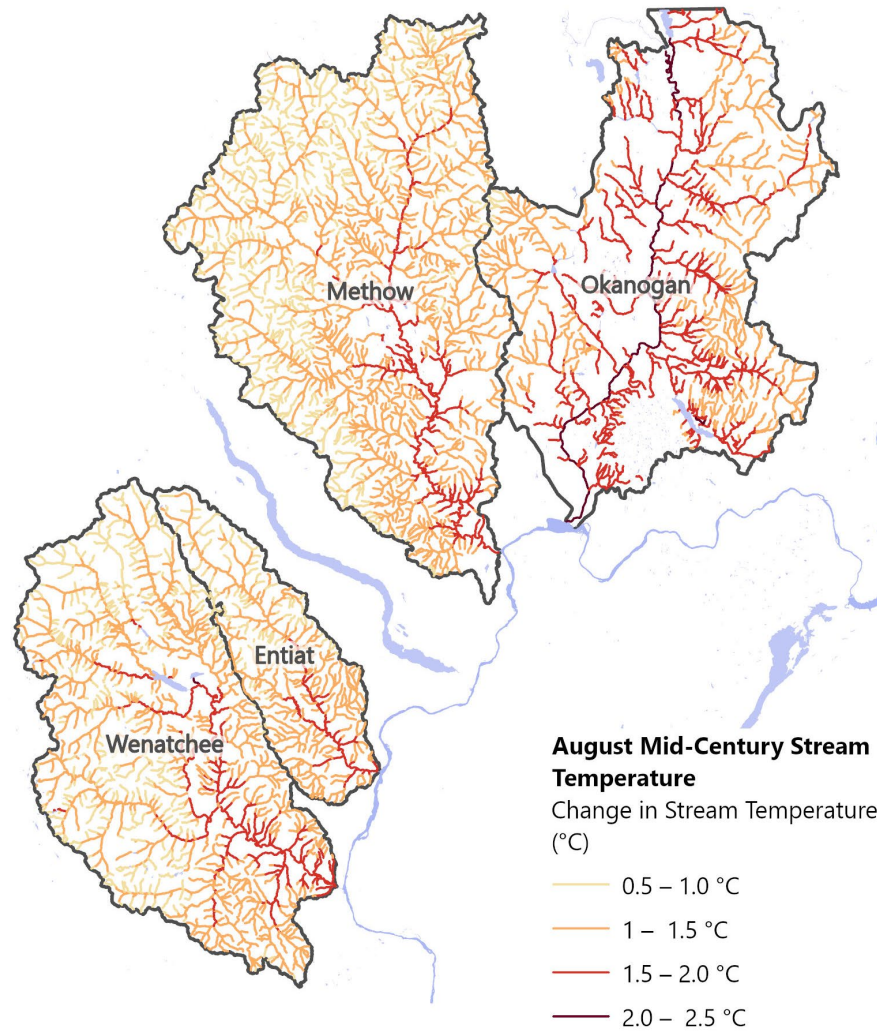 Methow
Okanogan
Entiat
Wenatchee
August Mid-Century Stream
Temperature
Change in Stream Temperature
(°C)
0.5 – 1.0 °C
1 – 1.5 °C
1.5 – 2.0 °C
2.0 – 2.5 °C